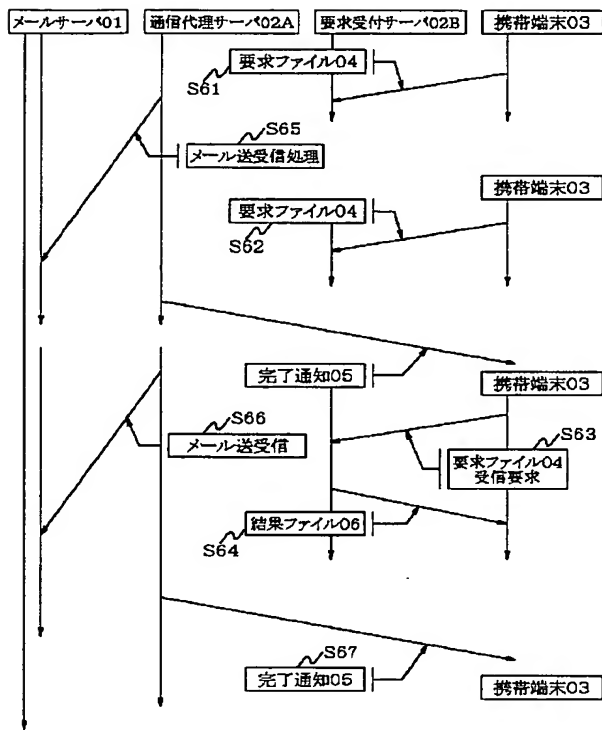 メールサーバ01
通信代理サーバ02A
要求受付サーバ02B
携帯端末03
要求ファイル04
S61
S65
メール送受信処理
携帯端末03
要求ファイル04
S62
完了通知05
携帯端末03
S66
メール送受信
S63
要求ファイル04
受信要求
結果ファイル06
S64
S67
完了通知05
携帯端末03